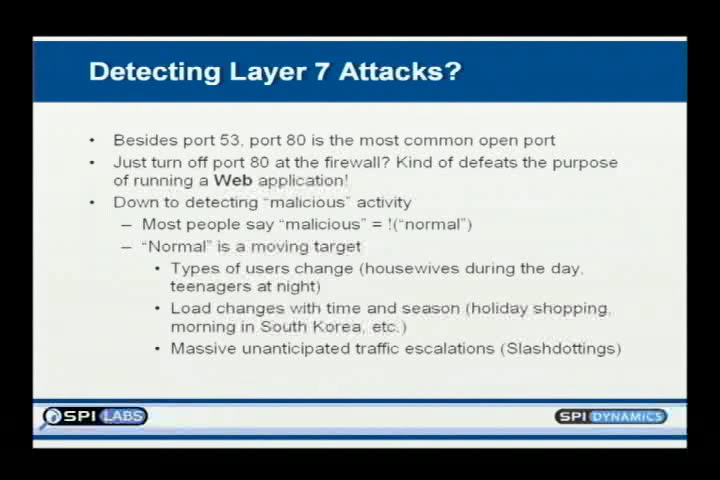 Detecting Layer 7 Attacks?
• Besides port 53, port 80 is the most common open port
• Just turn off port 80 at the firewall? Kind of defeats the purpose
of running a Web application!
• Down to detecting "malicious" activity
– Most people say "malicious" = !("normal")
– "Normal" is a moving target
• Types of users change (housewives during the day,
teenagers at night)
• Load changes with time and season (holiday shopping,
morning in South Korea, etc.)
• Massive unanticipated traffic escalations (Slashdottings)
SPI LABS
SPI DYNAMICS